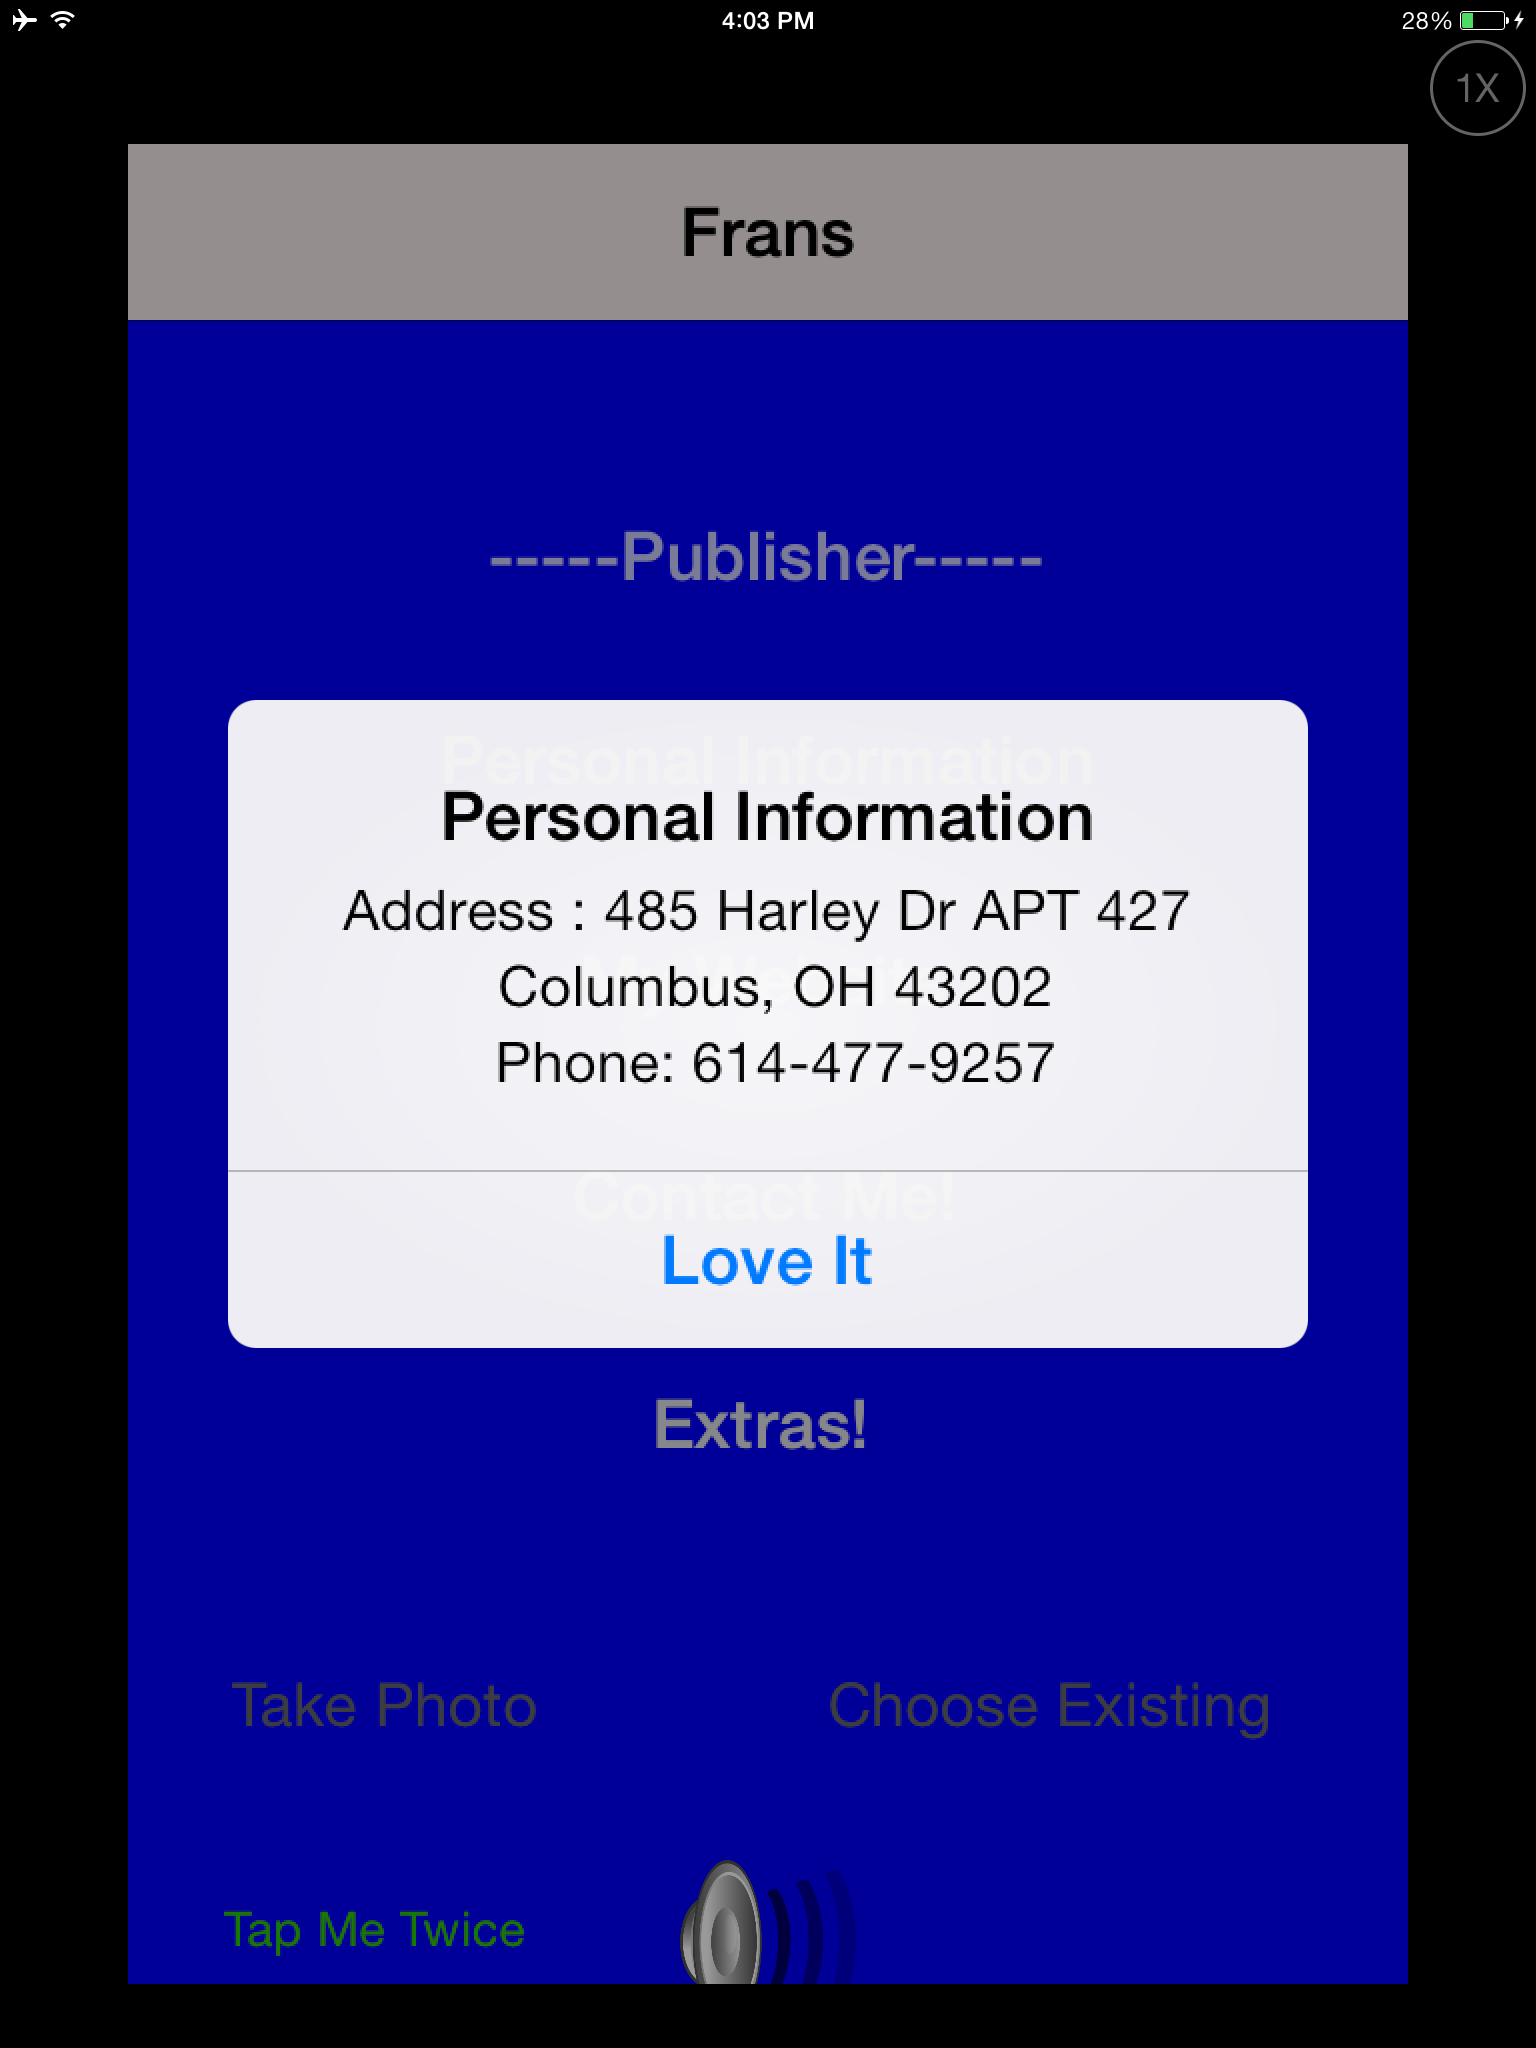 4:03 PM
28%
1X
Frans
-----Publisher-----
Personal Information
Personal Information
Address : 485 Harley Dr APT 427
Columbus, OH 43202
Phone: 614-477-9257
Contact Me!
Love It
Extras!
Take Photo
Choose Existing
Tap Me Twice